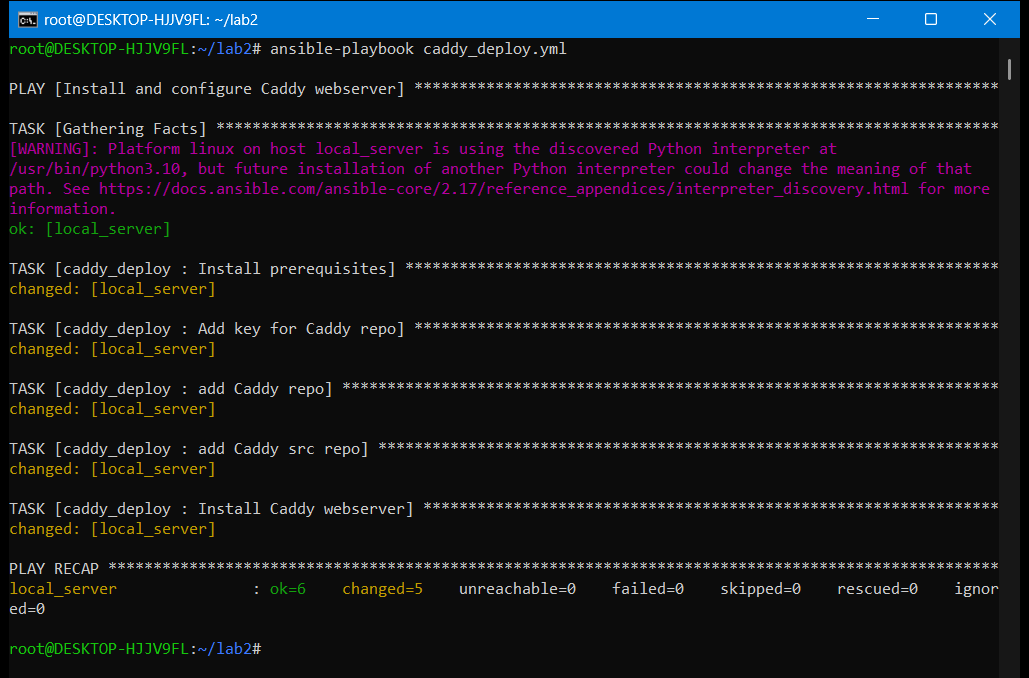 root@DESKTOP-HJJV9FL: ~/lab2
root@DESKTOP-HJJV9FL:~/lab2# ansible-playbook caddy_deploy.yml
PLAY [Install and configure Caddy webserver] *****************************************************************
TASK [Gathering Facts] ***************************************************************************************
[WARNING]: Platform linux on host local_server is using the discovered Python interpreter at
/usr/bin/python3.10, but future installation of another Python interpreter could change the meaning of that
path. See https://docs.ansible.com/ansible-core/2.17/reference_appendices/interpreter_discovery.html for more
information.
ok: [local_server]
TASK [caddy_deploy : Install prerequisites] ******************************************************************
changed: [local_server]
TASK [caddy_deploy : Add key for Caddy repo] *****************************************************************
changed: [local_server]
TASK [caddy_deploy : add Caddy repo] *************************************************************************
changed: [local_server]
TASK [caddy_deploy : add Caddy src repo] *********************************************************************
changed: [local_server]
TASK [caddy_deploy : Install Caddy webserver] ****************************************************************
changed: [local_server]
PLAY RECAP ***************************************************************************************************
local_server               : ok=6    changed=5    unreachable=0    failed=0    skipped=0    rescued=0    ignor
ed=0
root@DESKTOP-HJJV9FL:~/lab2#